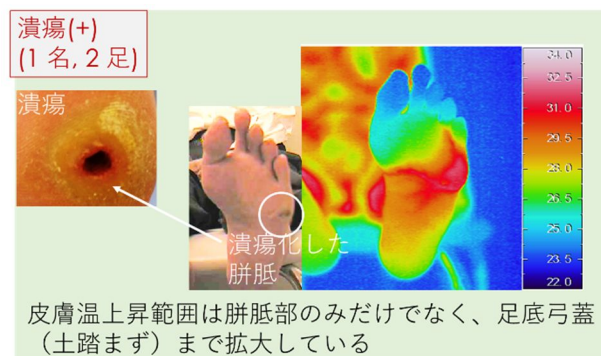 潰瘍(+)
(1名, 2足)
潰瘍
潰瘍化した
胼胝
34.0
32.5
31.0
29.5
28.0
26.5
25.0
23.5
22.0
皮膚温上昇範囲は胼胝部のみだけでなく、足底弓蓋
（土踏まず）まで拡大している